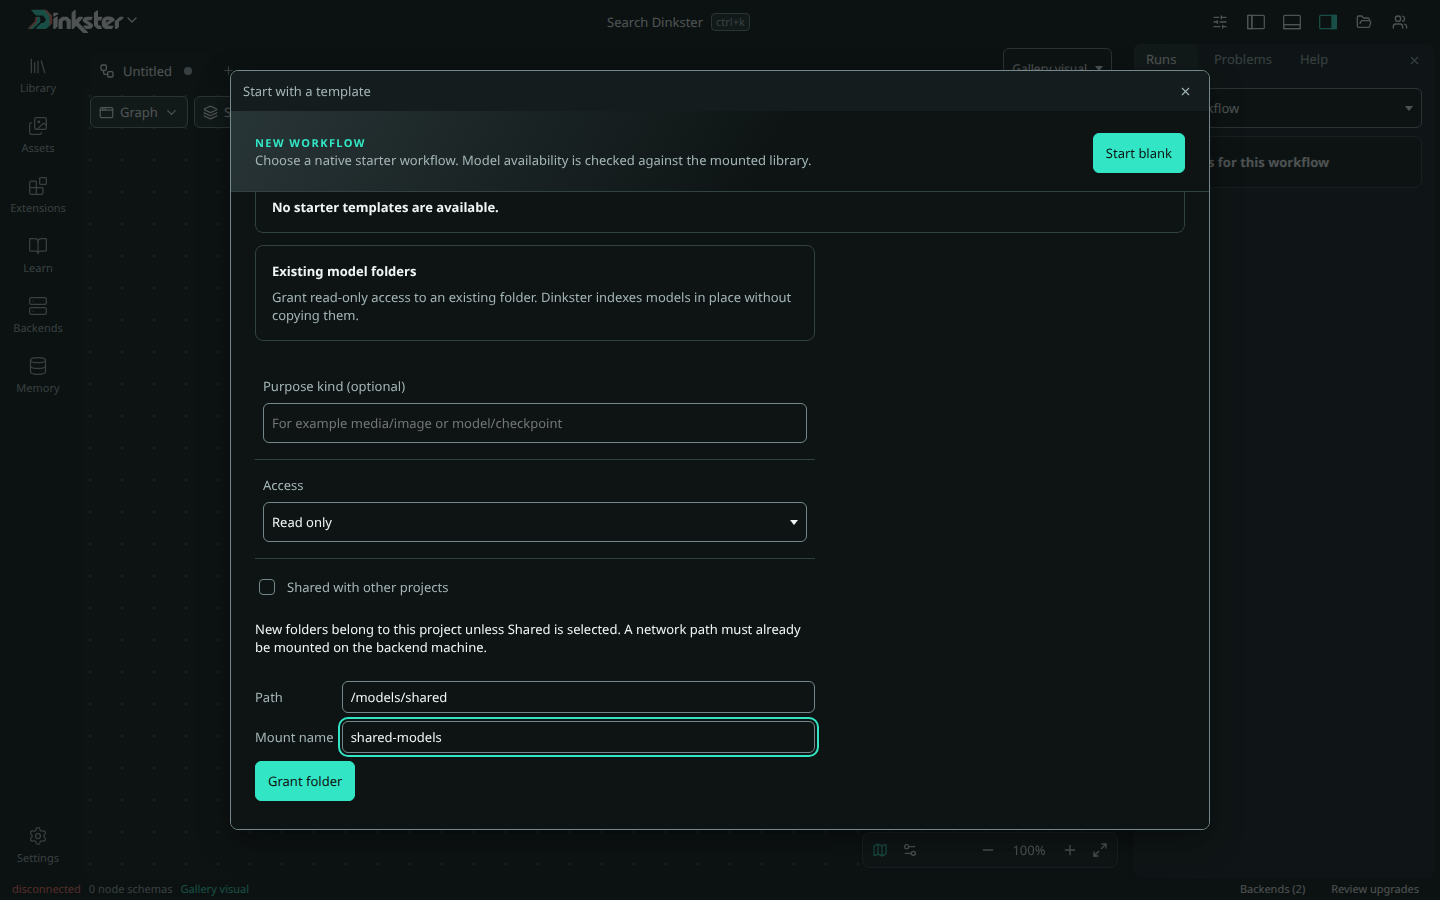 Dinkster
Search Dinkster ctrl+k
Library
Assets
Extensions
Learn
Backends
Memory
Settings
Untitled
Graph
Gallery visual
Runs Problems Help
s for this workflow
Start with a template
NEW WORKFLOW
Choose a native starter workflow. Model availability is checked against the mounted library.
Start blank
No starter templates are available.
Existing model folders
Grant read-only access to an existing folder. Dinkster indexes models in place without
copying them.
Purpose kind (optional)
For example media/image or model/checkpoint
Access
Read only
Shared with other projects
New folders belong to this project unless Shared is selected. A network path must already
be mounted on the backend machine.
Path /models/shared
Mount name shared-models
Grant folder
100%
disconnected 0 node schemas Gallery visual
Backends (2) Review upgrades